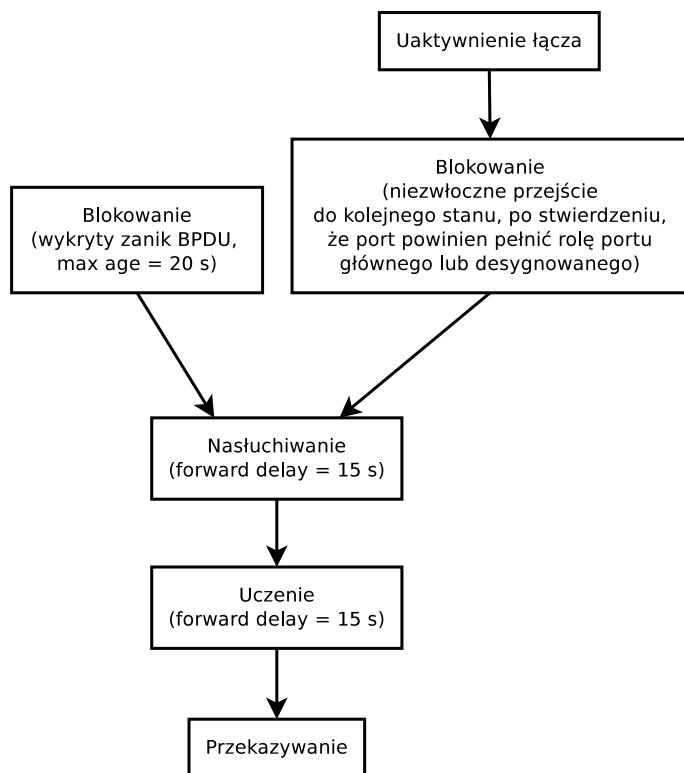 Uaktywnienie łącza
Blokowanie
(niezwłoczne przejście
do kolejnego stanu, po stwierdzeniu,
że port powinien pełnić rolę portu
głównego lub desygnowanego)
Blokowanie
(wykryty zanik BPDU,
max age = 20 s)
Nasłuchiwanie
(forward delay = 15 s)
Uczenie
(forward delay = 15 s)
Przekazywanie